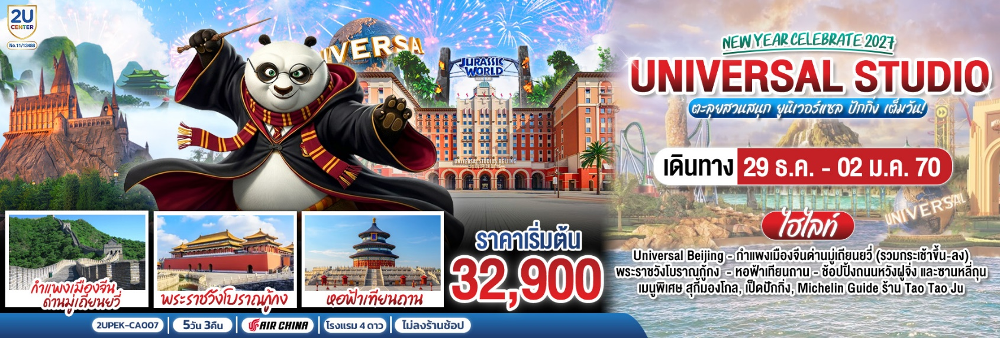 2U
CENTER
No.11/13488
UNIVERSA
JURASSIC
WORLD
UNIVERSAL STUDIOS BEIJING
NEW YEAR CELEBRATE 2027
UNIVERSAL STUDIO
ตะลุยสวนสนุก ยูนิเวอร์แซล ปักกิ่ง เต็มวัน!
เดินทาง 29 ธ.ค. - 02 ม.ค. 70
UNIVERSAL
ไฮไลท์
Universal Beijing - กำแพงเมืองจีนด่านมู่เถียนยวี่ (รวมกระเช้าขึ้น-ลง)
พระราชวังโบราณกู้กง - หอฟ้าเทียนถาน - ช้อปปิ้งถนนหวังฝูจิ่ง และซานหลี่ถุน
เมนูพิเศษ สุกี้มองโกล, เป็ดปักกิ่ง, Michelin Guide ร้าน Tao Tao Ju
กำแพงเมืองจีน
ด่านมู่เถียนยวี่
พระราชวังโบราณกู้กง
หอฟ้าเทียนถาน
ราคาเริ่มต้น
32,900
2UPEK-CA007 | 5วัน 3คืน | AIR CHINA | โรงแรม 4 ดาว | ไม่ลงร้านช้อป